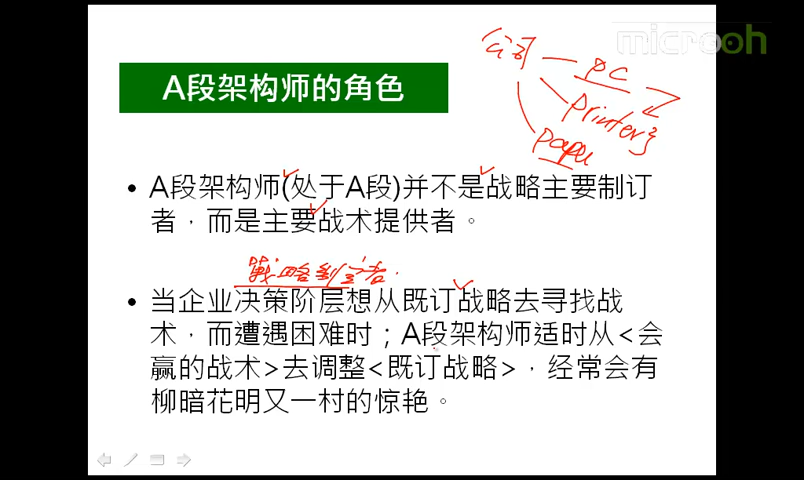 microoh
A段架构师的角色
PC
printer
paper
• A段架构师(处于A段)并不是战略主要制订
者，而是主要战术提供者。
戰略制定者
• 当企业决策阶层想从既订战略去寻找战
术，而遭遇困难时；A段架构师适时从<会
赢的战术>去调整<既订战略>，经常会有
柳暗花明又一村的惊艳。